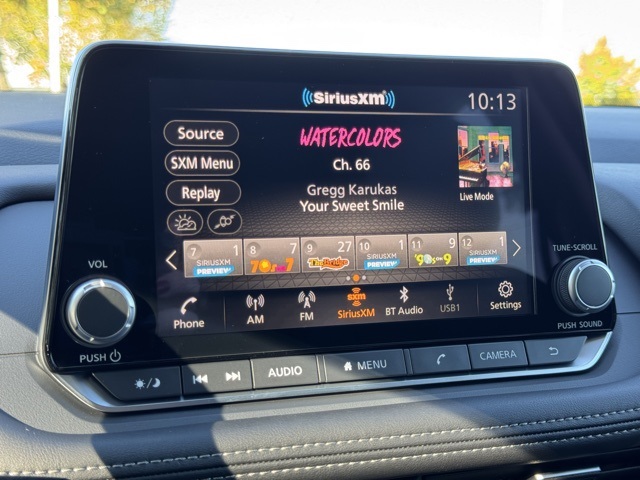 SiriusXM
10:13
Source
WATERCOLORS
SXM Menu
Ch. 66
Replay
Gregg Karukas
Your Sweet Smile
Live Mode
7 1
SIRIUSXM
PREVIEW
8 7
70s on 7
9 27
The Bridge
10 1
SIRIUSXM
PREVIEW
11 9
90s on 9
12 1
SIRIUSXM
PREVIEW
Phone
AM
FM
sxm
SiriusXM
BT Audio
USB1
Settings
VOL
PUSH
TUNE·SCROLL
PUSH SOUND
AUDIO
MENU
CAMERA